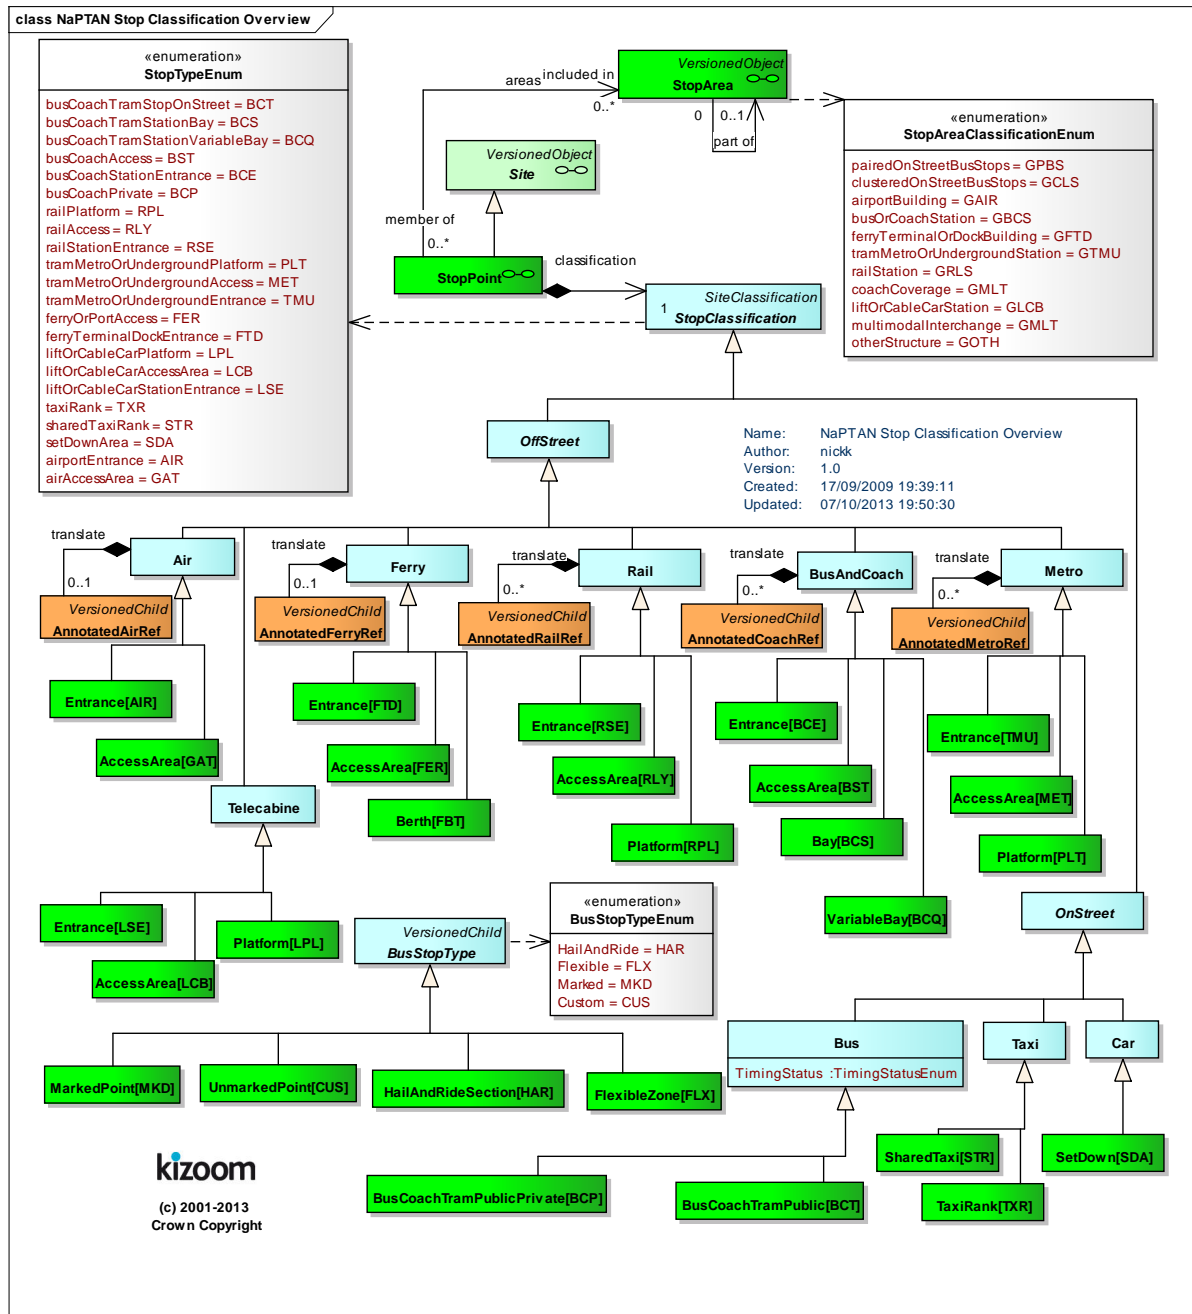 class NaPTAN Stop Classification Overview
«enumeration»
StopTypeEnum
busCoachTramStopOnStreet = BCT
busCoachTramStationBay = BCS
busCoachTramStationVariableBay = BCQ
busCoachAccess = BST
busCoachStationEntrance = BCE
busCoachPrivate = BCP
railPlatform = RPL
railAccess = RLY
railStationEntrance = RSE
tramMetroOrUndergroundPlatform = PLT
tramMetroOrUndergroundAccess = MET
tramMetroOrUndergroundEntrance = TMU
ferryOrPortAccess = FER
ferryTerminalDockEntrance = FTD
liftOrCableCarPlatform = LPL
liftOrCableCarAccessArea = LCB
liftOrCableCarStationEntrance = LSE
taxiRank = TXR
sharedTaxiRank = STR
setDownArea = SDA
airportEntrance = AIR
airAccessArea = GAT
areas
included in
0..*
VersionedObject
StopArea
0
0..1
part of
«enumeration»
StopAreaClassificationEnum
pairedOnStreetBusStops = GPBS
clusteredOnStreetBusStops = GCLS
airportBuilding = GAIR
busOrCoachStation = GBCS
ferryTerminalOrDockBuilding = GFTD
tramMetroOrUndergroundStation = GTMU
railStation = GRLS
coachCoverage = GMLT
liftOrCableCarStation = GLCB
multimodalInterchange = GMLT
otherStructure = GOTH
VersionedObject
Site
member of
0..*
StopPoint
classification
1
SiteClassification
StopClassification
OffStreet
Name: NaPTAN Stop Classification Overview
Author: nickk
Version: 1.0
Created: 17/09/2009 19:39:11
Updated: 07/10/2013 19:50:30
translate
0..1
Air
VersionedChild
AnnotatedAirRef
Entrance[AIR]
AccessArea[GAT]
translate
0..1
Ferry
VersionedChild
AnnotatedFerryRef
Entrance[FTD]
AccessArea[FER]
Berth[FBT]
translate
0..*
Rail
VersionedChild
AnnotatedRailRef
Entrance[RSE]
AccessArea[RLY]
Platform[RPL]
translate
0..*
BusAndCoach
VersionedChild
AnnotatedCoachRef
Entrance[BCE]
AccessArea[BST
Bay[BCS]
VariableBay[BCQ]
translate
0..*
Metro
VersionedChild
AnnotatedMetroRef
Entrance[TMU]
AccessArea[MET]
Platform[PLT]
Telecabine
Entrance[LSE]
AccessArea[LCB]
Platform[LPL]
VersionedChild
BusStopType
«enumeration»
BusStopTypeEnum
HailAndRide = HAR
Flexible = FLX
Marked = MKD
Custom = CUS
MarkedPoint[MKD]
UnmarkedPoint[CUS]
HailAndRideSection[HAR]
FlexibleZone[FLX]
OnStreet
Bus
TimingStatus :TimingStatusEnum
Taxi
Car
BusCoachTramPublicPrivate[BCP]
BusCoachTramPublic[BCT]
SharedTaxi[STR]
TaxiRank[TXR]
SetDown[SDA]
kizoom
(c) 2001-2013
Crown Copyright